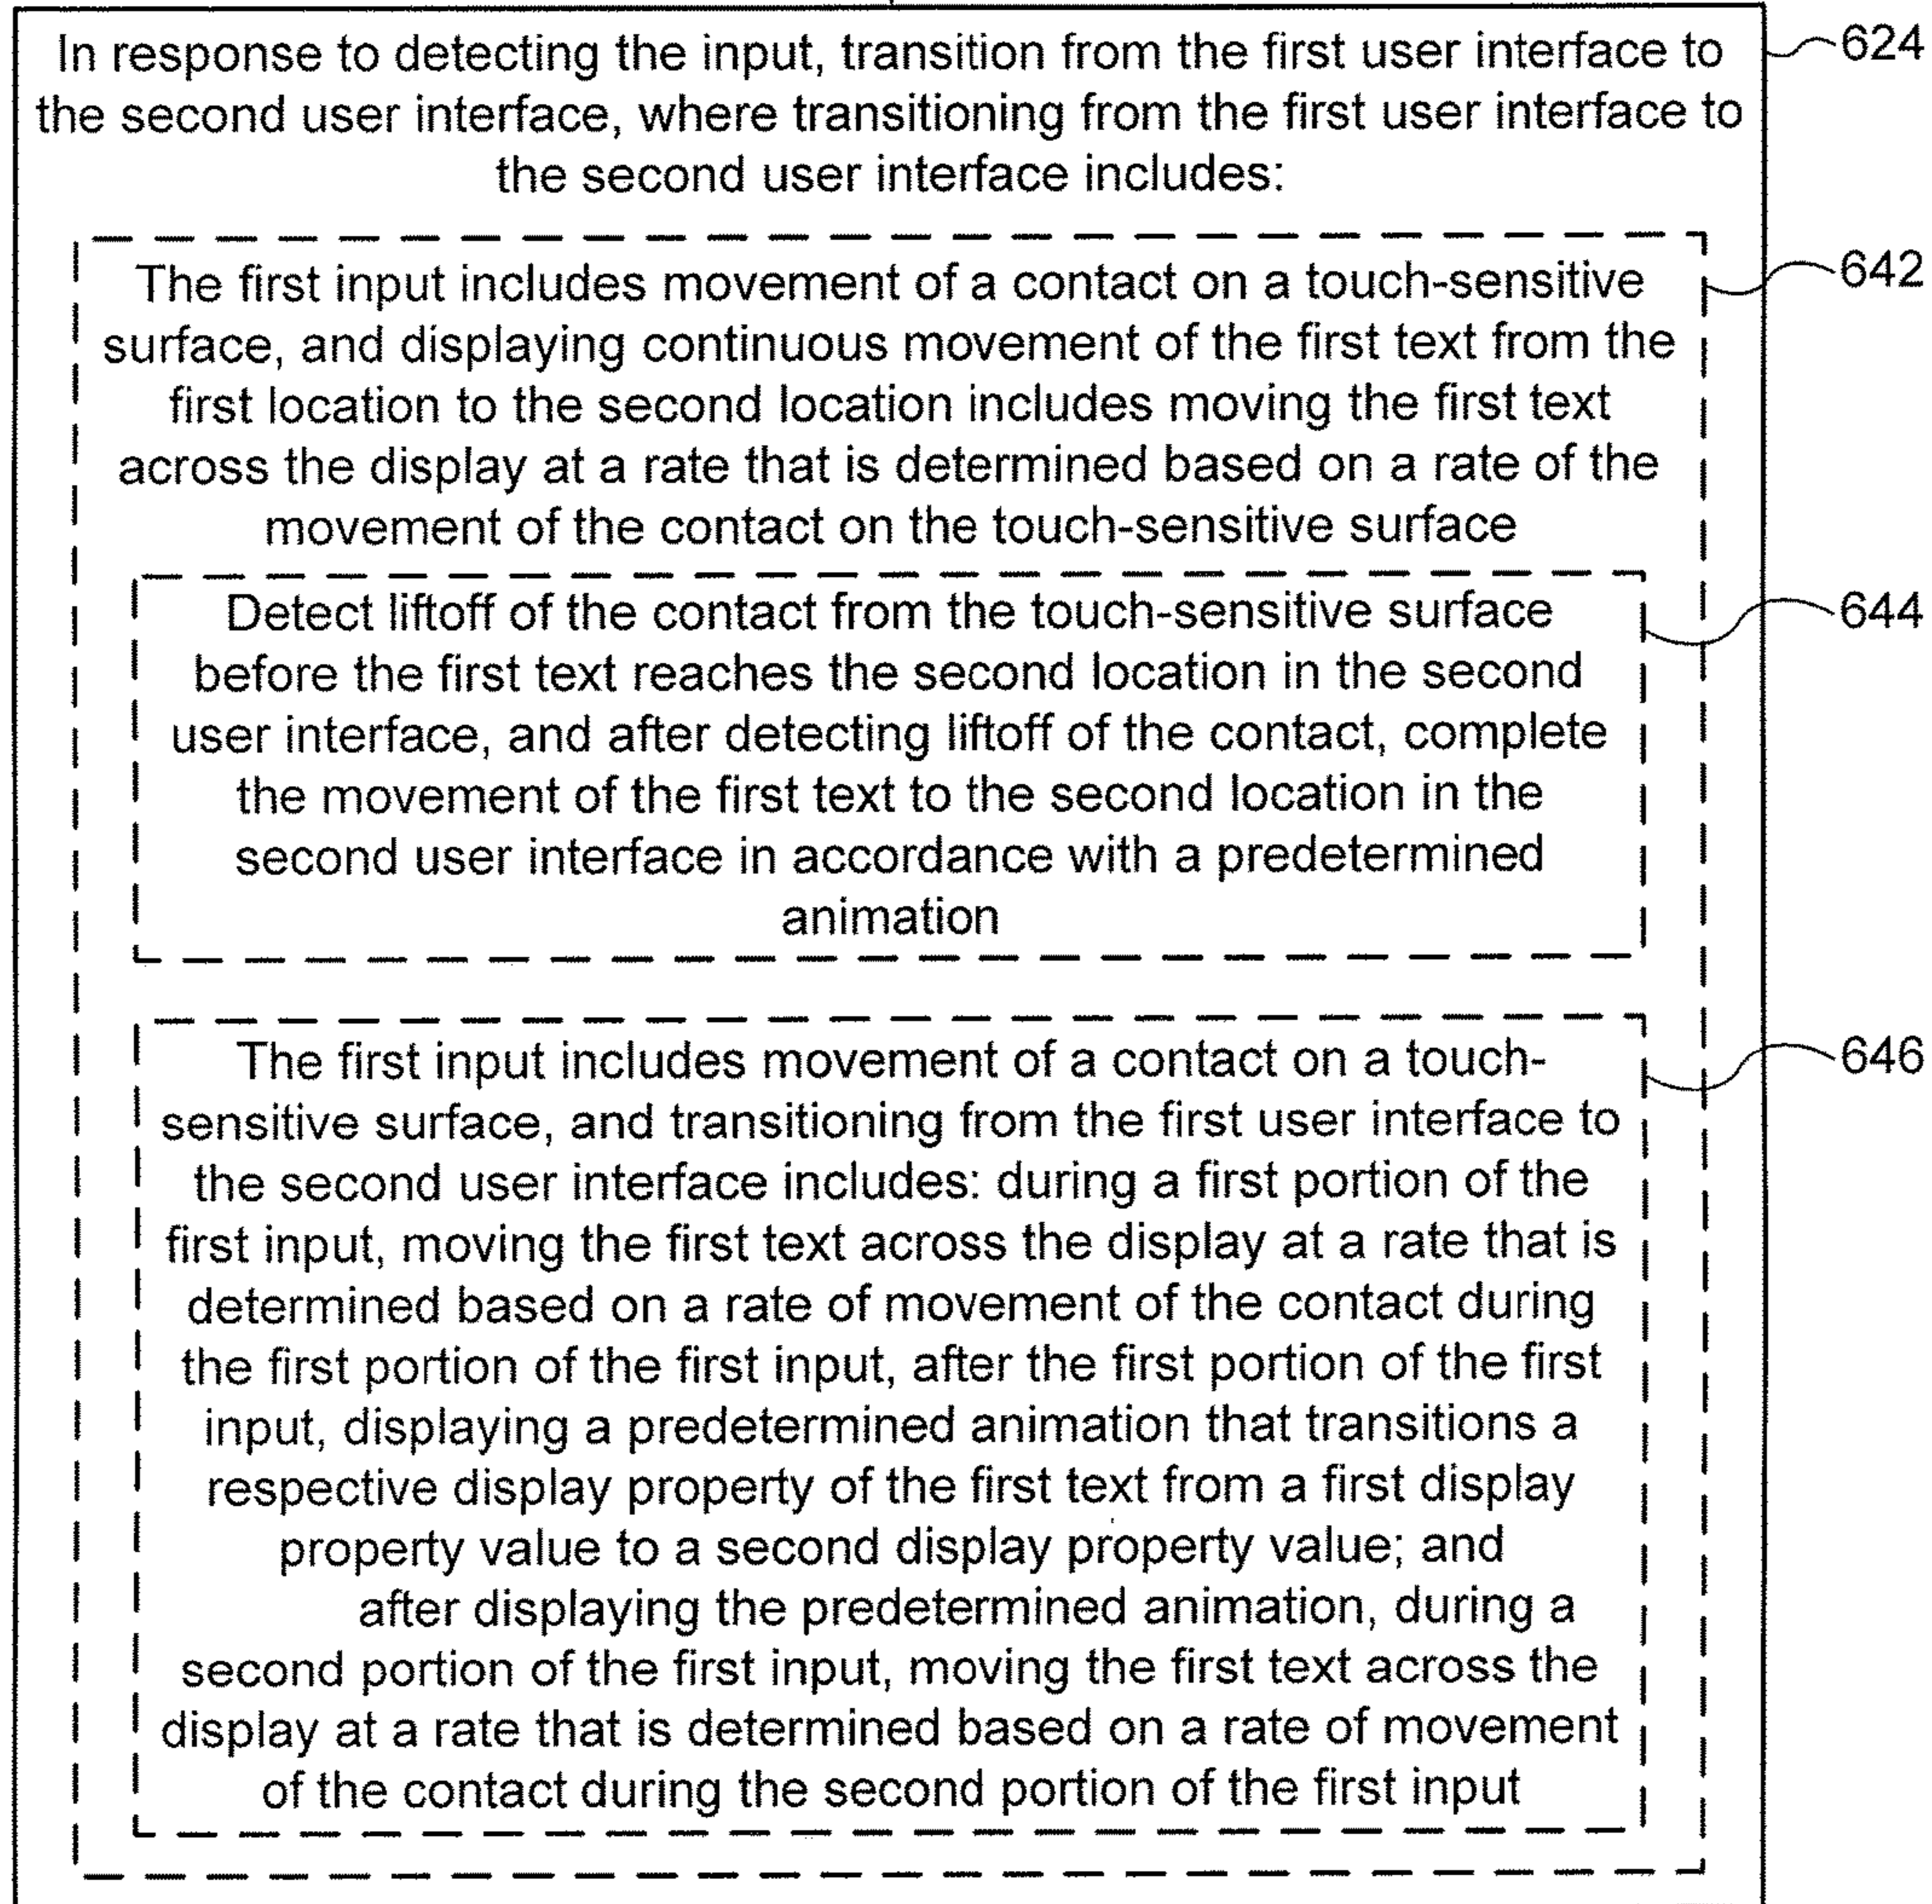 In response to detecting the input, transition from the first user interface to
the second user interface, where transitioning from the first user interface to
the second user interface includes:
624
The first input includes movement of a contact on a touch-sensitive
surface, and displaying continuous movement of the first text from the
first location to the second location includes moving the first text
across the display at a rate that is determined based on a rate of the
movement of the contact on the touch-sensitive surface
642
Detect liftoff of the contact from the touch-sensitive surface
before the first text reaches the second location in the second
user interface, and after detecting liftoff of the contact, complete
the movement of the first text to the second location in the
second user interface in accordance with a predetermined
animation
644
The first input includes movement of a contact on a touch-
sensitive surface, and transitioning from the first user interface to
the second user interface includes: during a first portion of the
first input, moving the first text across the display at a rate that is
determined based on a rate of movement of the contact during
the first portion of the first input, after the first portion of the first
input, displaying a predetermined animation that transitions a
respective display property of the first text from a first display
property value to a second display property value; and
after displaying the predetermined animation, during a
second portion of the first input, moving the first text across the
display at a rate that is determined based on a rate of movement
of the contact during the second portion of the first input
646